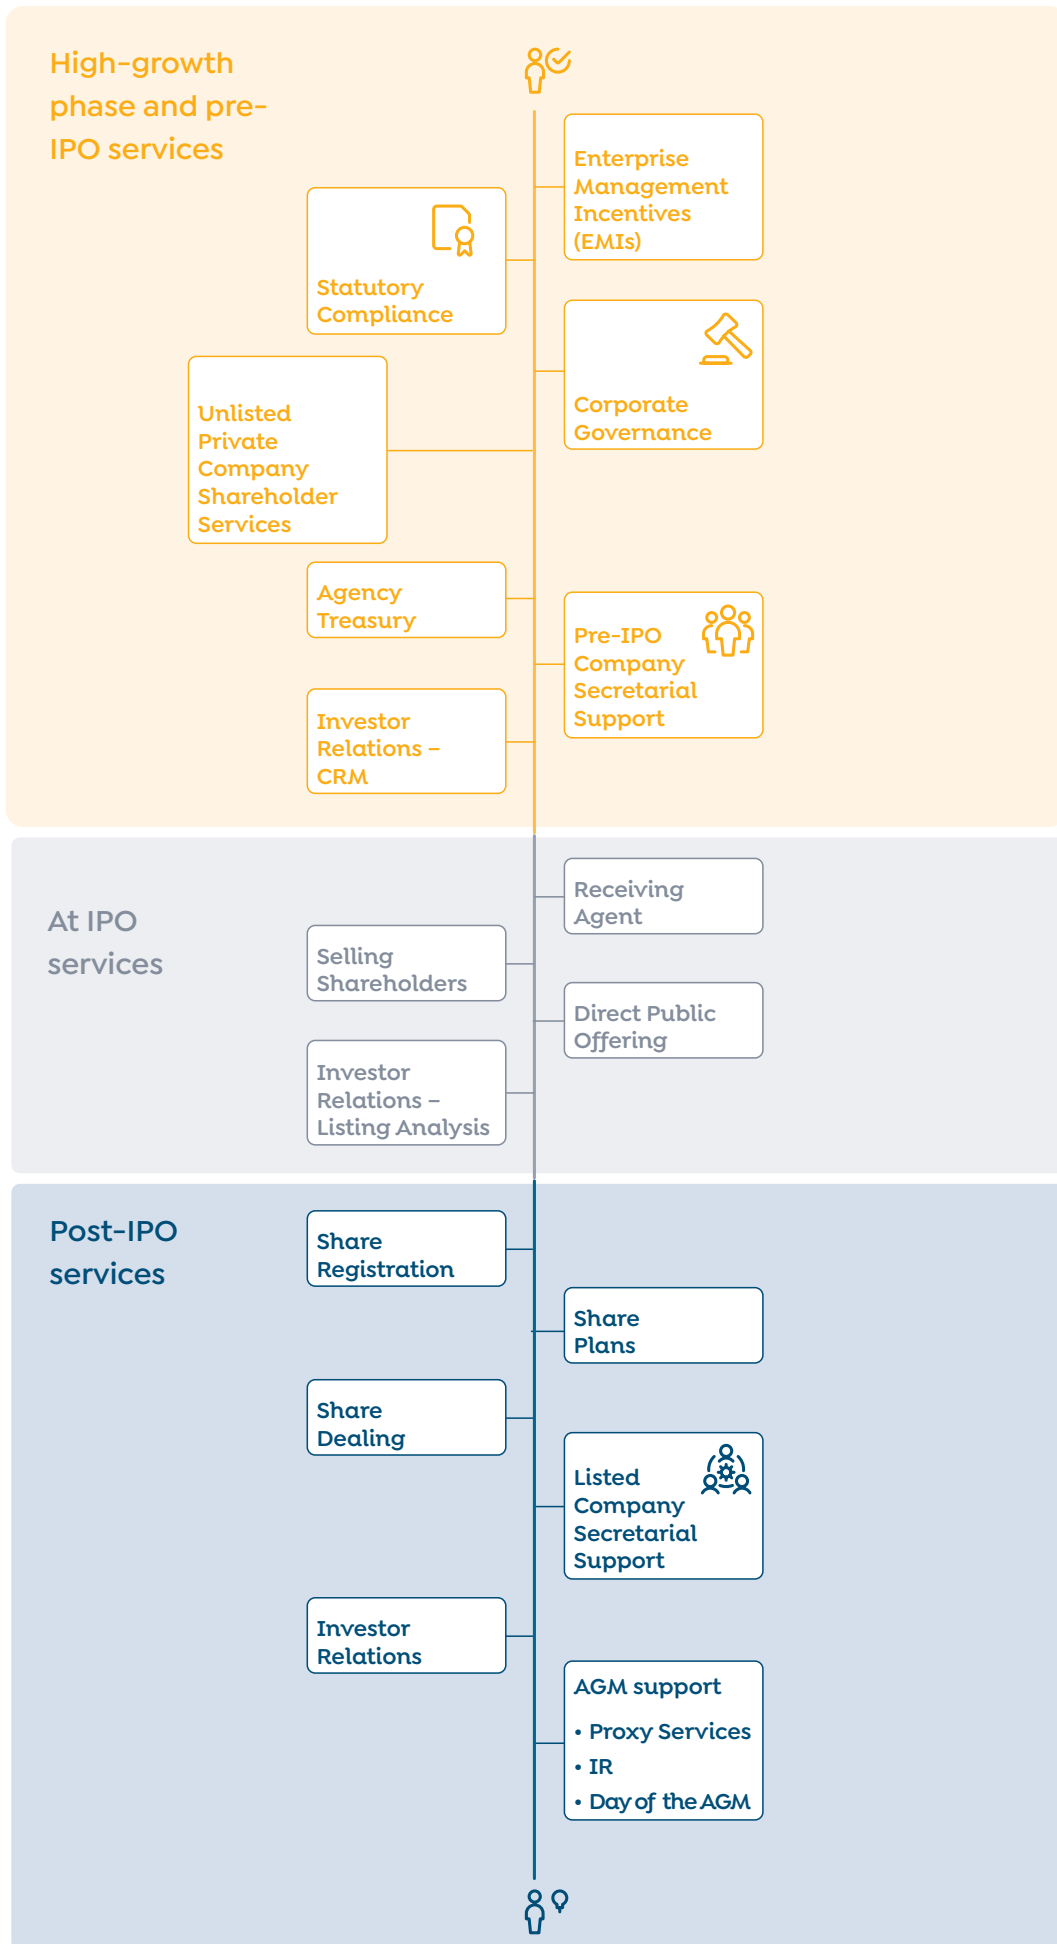 High-growth
phase and pre-
IPO services
Enterprise
Management
Incentives
(EMIs)
Statutory
Compliance
Corporate
Governance
Unlisted
Private
Company
Shareholder
Services
Agency
Treasury
Pre-IPO
Company
Secretarial
Support
Investor
Relations –
CRM
At IPO
services
Receiving
Agent
Selling
Shareholders
Direct Public
Offering
Investor
Relations –
Listing Analysis
Post-IPO
services
Share
Registration
Share
Plans
Share
Dealing
Listed
Company
Secretarial
Support
Investor
Relations
AGM support
• Proxy Services
• IR
• Day of the AGM